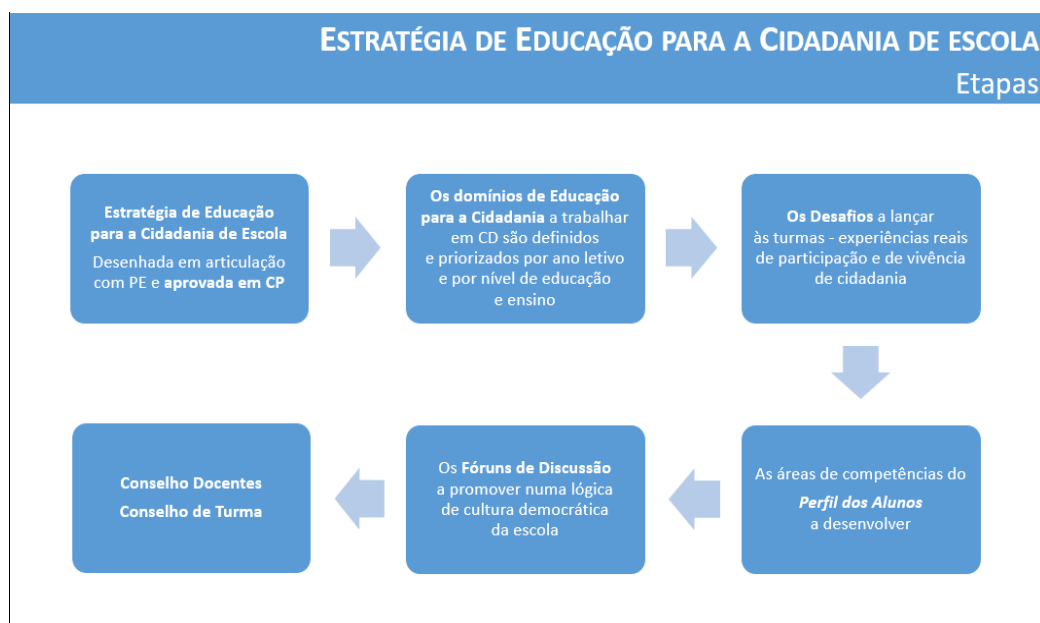 ESTRATÉGIA DE EDUCAÇÃO PARA A CIDADANIA DE ESCOLA
Etapas
Estratégia de Educação
para a Cidadania de Escola
Desenhada em articulação
com PE e aprovada em CP
Os domínios de Educação
para a Cidadania a trabalhar
em CD são definidos
e priorizados por ano letivo
e por nível de educação
e ensino
Os Desafios a lançar
às turmas - experiências reais
de participação e de vivência
de cidadania
As áreas de competências do
Perfil dos Alunos
a desenvolver
Os Fóruns de Discussão
a promover numa lógica
de cultura democrática
da escola
Conselho Docentes
Conselho de Turma